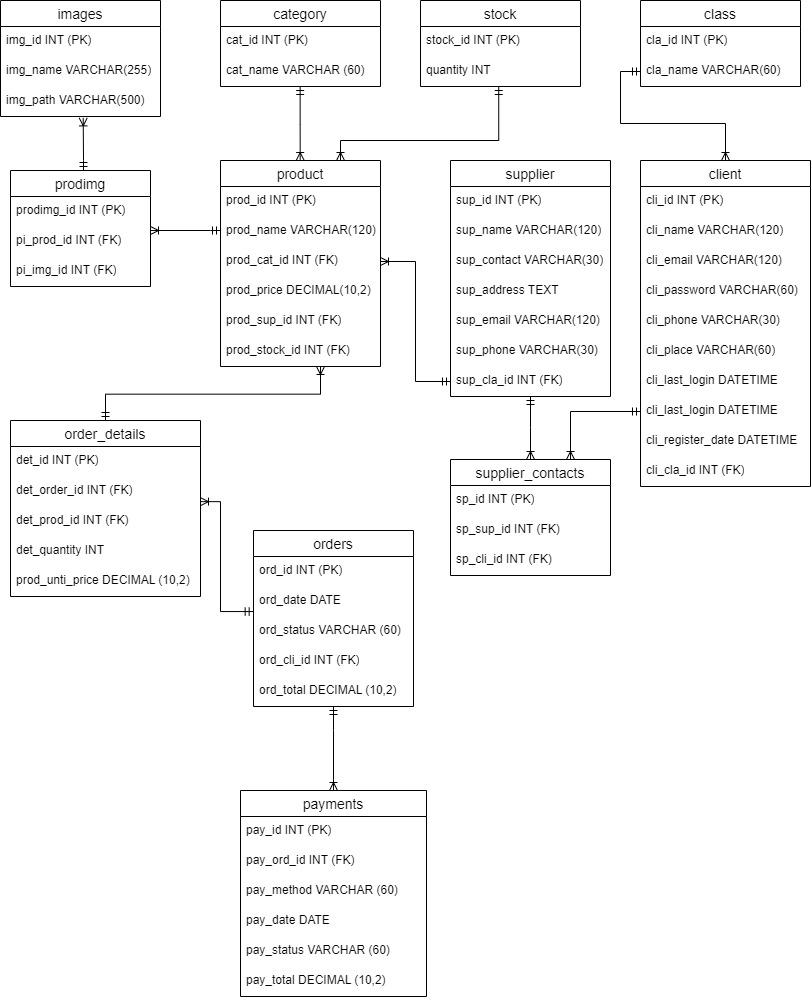 images
img_id INT (PK)
img_name VARCHAR(255)
img_path VARCHAR(500)
category
cat_id INT (PK)
cat_name VARCHAR (60)
stock
stock_id INT (PK)
quantity INT
class
cla_id INT (PK)
cla_name VARCHAR(60)
prodimg
prodimg_id INT (PK)
pi_prod_id INT (FK)
pi_img_id INT (FK)
product
prod_id INT (PK)
prod_name VARCHAR(120)
prod_cat_id INT (FK)
prod_price DECIMAL(10,2)
prod_sup_id INT (FK)
prod_stock_id INT (FK)
supplier
sup_id INT (PK)
sup_name VARCHAR(120)
sup_contact VARCHAR(30)
sup_address TEXT
sup_email VARCHAR(120)
sup_phone VARCHAR(30)
sup_cla_id INT (FK)
client
cli_id INT (PK)
cli_name VARCHAR(120)
cli_email VARCHAR(120)
cli_password VARCHAR(60)
cli_phone VARCHAR(30)
cli_place VARCHAR(60)
cli_last_login DATETIME
cli_last_login DATETIME
cli_register_date DATETIME
cli_cla_id INT (FK)
order_details
det_id INT (PK)
det_order_id INT (FK)
det_prod_id INT (FK)
det_quantity INT
prod_unti_price DECIMAL (10,2)
supplier_contacts
sp_id INT (PK)
sp_sup_id INT (FK)
sp_cli_id INT (FK)
orders
ord_id INT (PK)
ord_date DATE
ord_status VARCHAR (60)
ord_cli_id INT (FK)
ord_total DECIMAL (10,2)
payments
pay_id INT (PK)
pay_ord_id INT (FK)
pay_method VARCHAR (60)
pay_date DATE
pay_status VARCHAR (60)
pay_total DECIMAL (10,2)